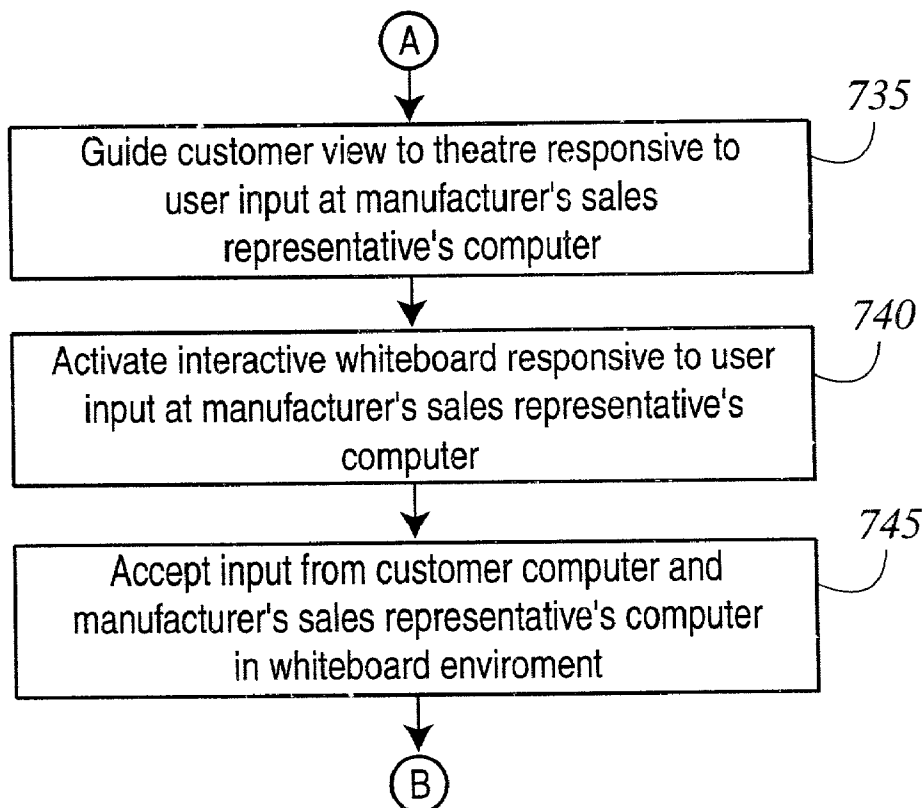 A
735
Guide customer view to theatre responsive to
user input at manufacturer's sales
representative's computer
740
Activate interactive whiteboard responsive to user
input at manufacturer's sales representative's
computer
745
Accept input from customer computer and
manufacturer's sales representative's computer
in whiteboard enviroment
B